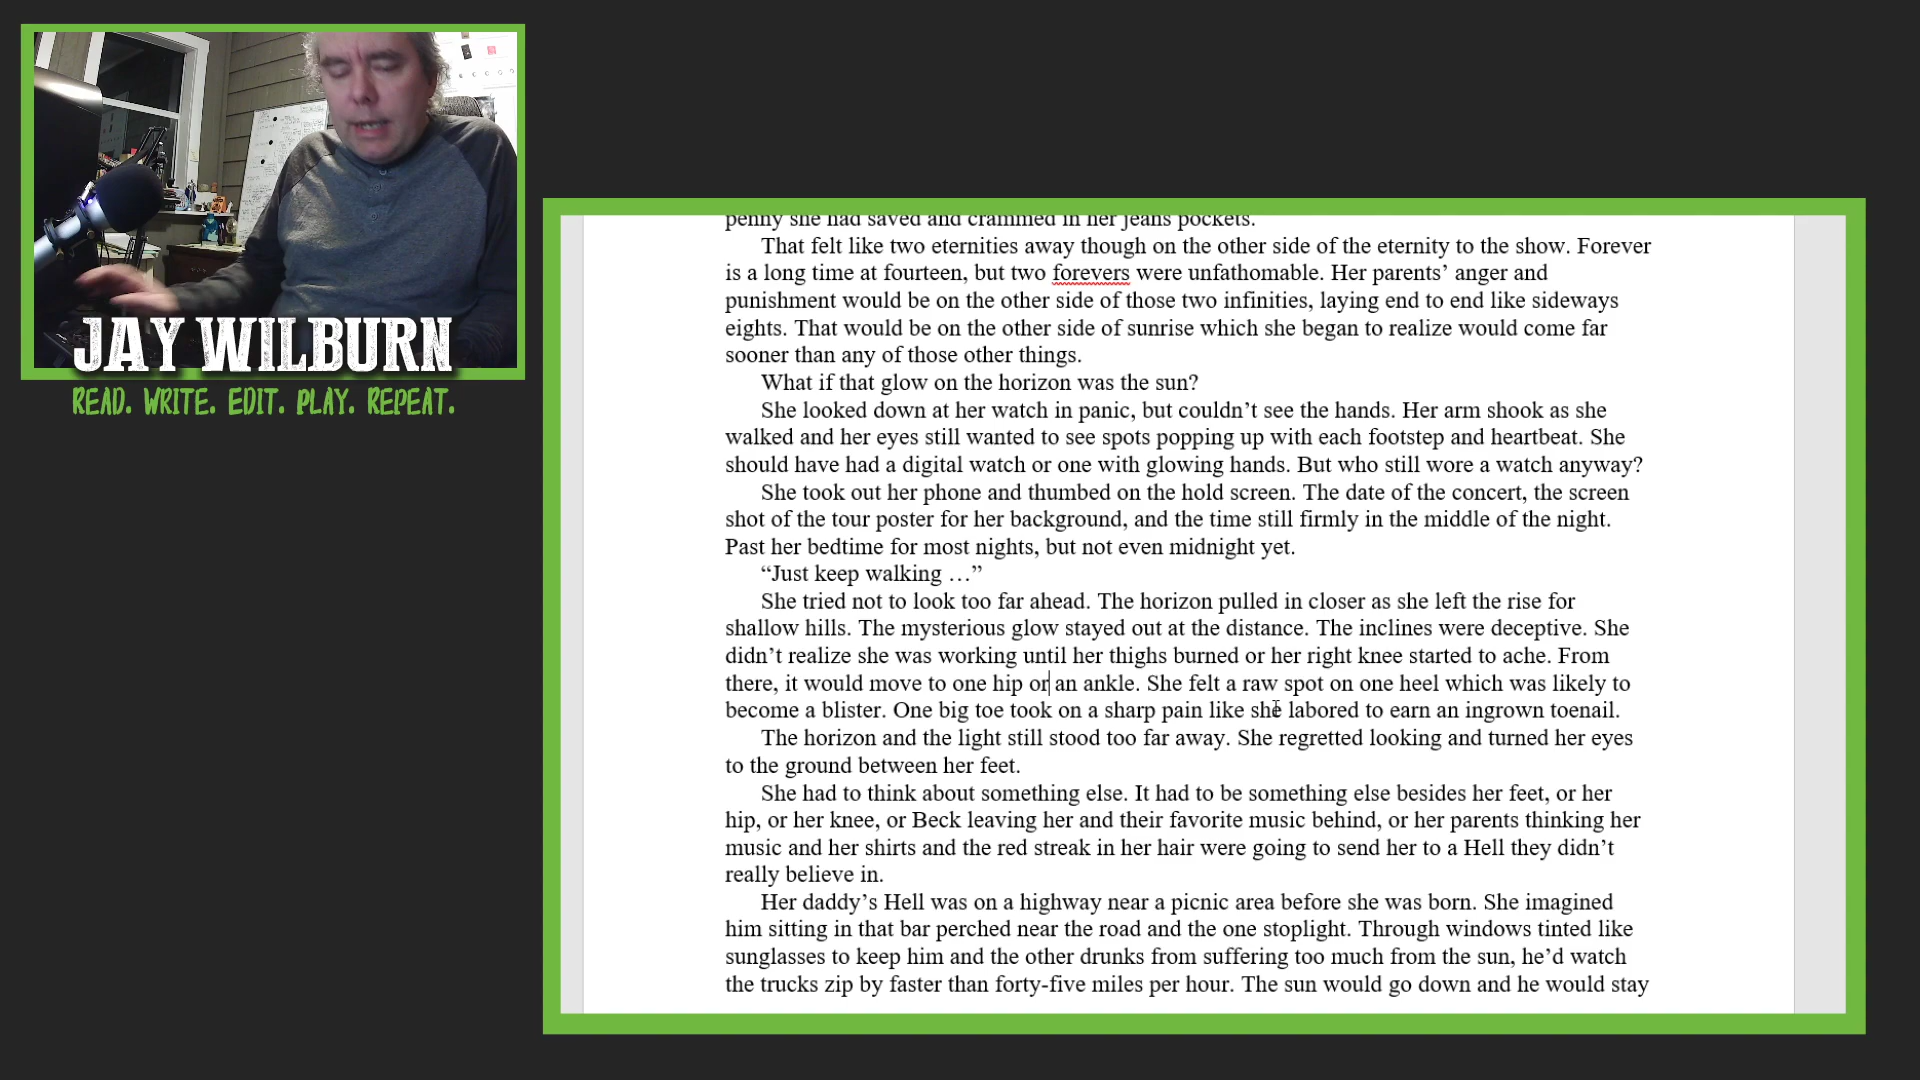 JAY WILBURN
READ. WRITE. EDIT. PLAY. REPEAT.
penny she had saved and crammed in her jeans pockets.
That felt like two eternities away though on the other side of the eternity to the show. Forever
is a long time at fourteen, but two forevers were unfathomable. Her parents’ anger and
punishment would be on the other side of those two infinities, laying end to end like sideways
eights. That would be on the other side of sunrise which she began to realize would come far
sooner than any of those other things.
What if that glow on the horizon was the sun?
She looked down at her watch in panic, but couldn’t see the hands. Her arm shook as she
walked and her eyes still wanted to see spots popping up with each footstep and heartbeat. She
should have had a digital watch or one with glowing hands. But who still wore a watch anyway?
She took out her phone and thumbed on the hold screen. The date of the concert, the screen
shot of the tour poster for her background, and the time still firmly in the middle of the night.
Past her bedtime for most nights, but not even midnight yet.
“Just keep walking …”
She tried not to look too far ahead. The horizon pulled in closer as she left the rise for
shallow hills. The mysterious glow stayed out at the distance. The inclines were deceptive. She
didn’t realize she was working until her thighs burned or her right knee started to ache. From
there, it would move to one hip or an ankle. She felt a raw spot on one heel which was likely to
become a blister. One big toe took on a sharp pain like she labored to earn an ingrown toenail.
The horizon and the light still stood too far away. She regretted looking and turned her eyes
to the ground between her feet.
She had to think about something else. It had to be something else besides her feet, or her
hip, or her knee, or Beck leaving her and their favorite music behind, or her parents thinking her
music and her shirts and the red streak in her hair were going to send her to a Hell they didn’t
really believe in.
Her daddy’s Hell was on a highway near a picnic area before she was born. She imagined
him sitting in that bar perched near the road and the one stoplight. Through windows tinted like
sunglasses to keep him and the other drunks from suffering too much from the sun, he’d watch
the trucks zip by faster than forty-five miles per hour. The sun would go down and he would stay